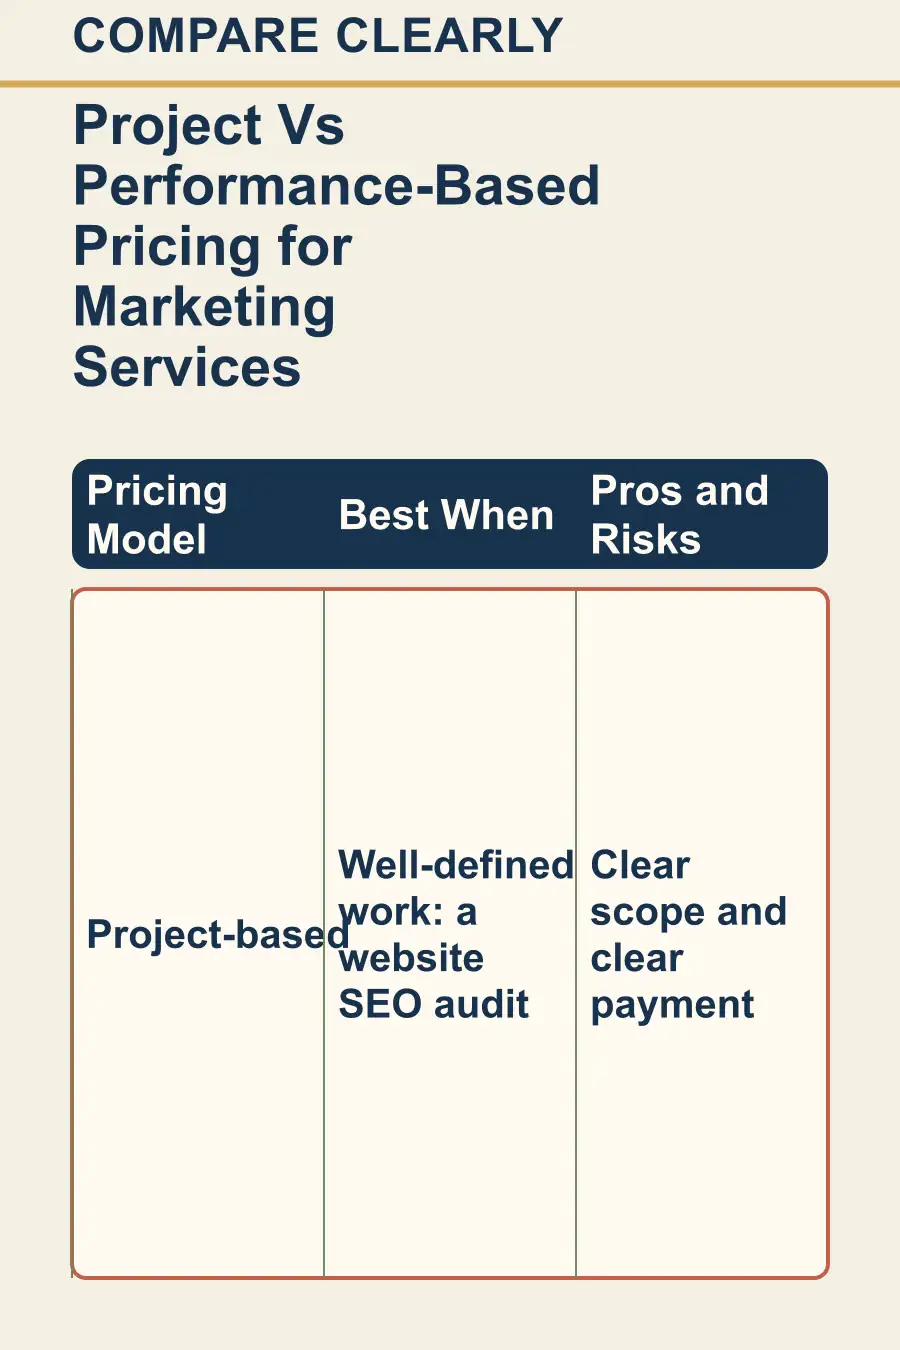 COMPARE CLEARLY
Project Vs
Performance-Based
Pricing for
Marketing
Services
Pricing
Model
Best When
Pros and
Risks
Project-based
Well-defined
work: a
website
SEO audit
Clear
scope and
clear
payment